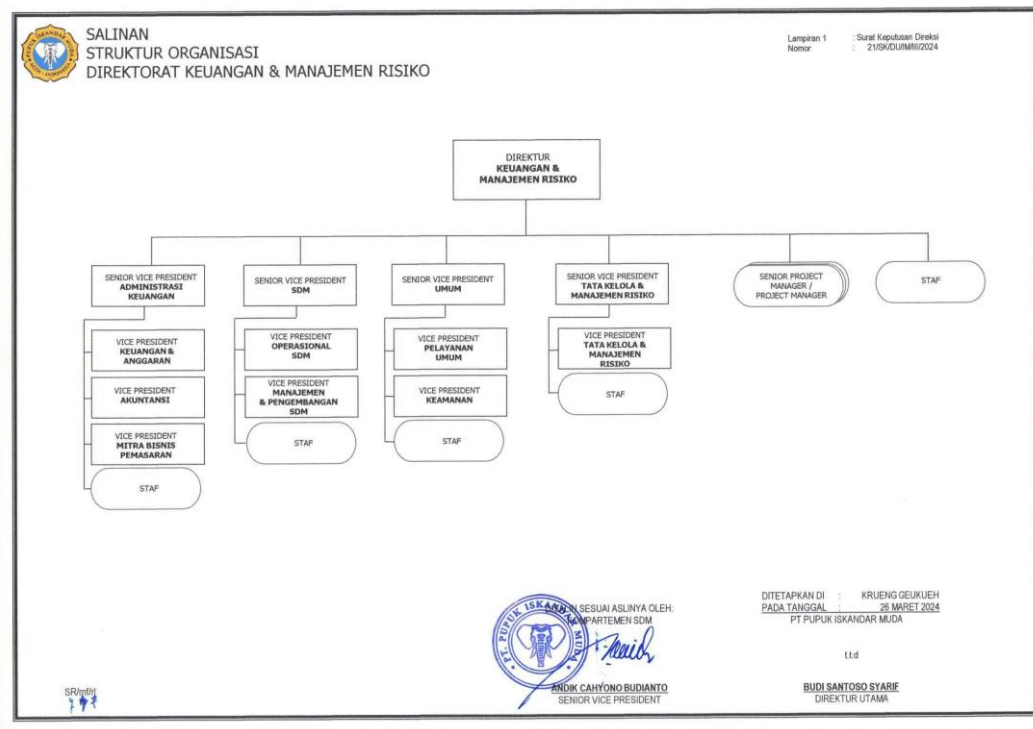 SALINAN
STRUKTUR ORGANISASI
DIREKTORAT KEUANGAN & MANAJEMEN RISIKO
Lampiran 1 : Surat Keputusan Direksi
Nomor : 21/SK/DU/IM/III/2024
DIREKTUR
KEUANGAN &
MANAJEMEN RISIKO
SENIOR VICE PRESIDENT
ADMINISTRASI
KEUANGAN
VICE PRESIDENT
KEUANGAN &
ANGGARAN
VICE PRESIDENT
AKUNTANSI
VICE PRESIDENT
MITRA BISNIS
PEMASARAN
STAF
SENIOR VICE PRESIDENT
SDM
VICE PRESIDENT
OPERASIONAL
SDM
VICE PRESIDENT
MANAJEMEN
& PENGEMBANGAN
SDM
STAF
SENIOR VICE PRESIDENT
UMUM
VICE PRESIDENT
PELAYANAN
UMUM
VICE PRESIDENT
KEAMANAN
STAF
SENIOR VICE PRESIDENT
TATA KELOLA &
MANAJEMEN RISIKO
VICE PRESIDENT
TATA KELOLA &
MANAJEMEN
RISIKO
STAF
SENIOR PROJECT
MANAGER /
PROJECT MANAGER
STAF
SESUAI ASLINYA OLEH:
SDM
PT. PUPUK ISKANDAR MUDA
ANDIK CAHYONO BUDIANTO
SENIOR VICE PRESIDENT
DITETAPKAN DI : KRUENG GEUKUEH
PADA TANGGAL : 26 MARET 2024
PT PUPUK ISKANDAR MUDA
t.t.d
BUDI SANTOSO SYARIF
DIREKTUR UTAMA
SR/mf/rl